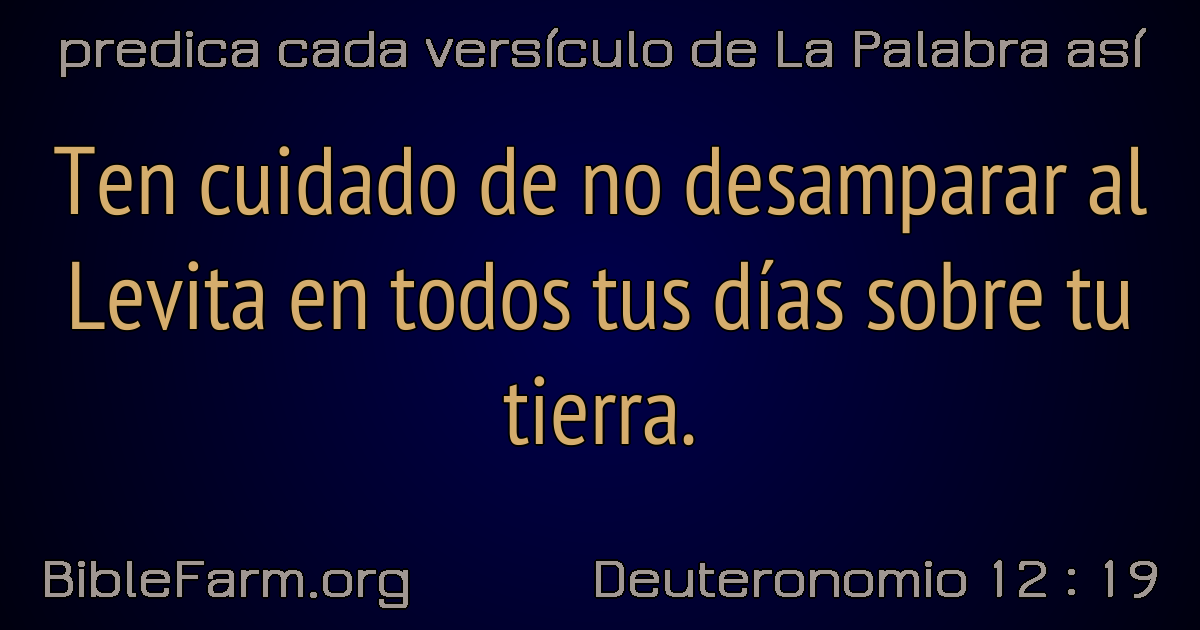 predica cada versículo de La Palabra así
Ten cuidado de no desamparar al
Levita en todos tus días sobre tu
tierra.
BibleFarm.org
Deuteronomio 12 : 19